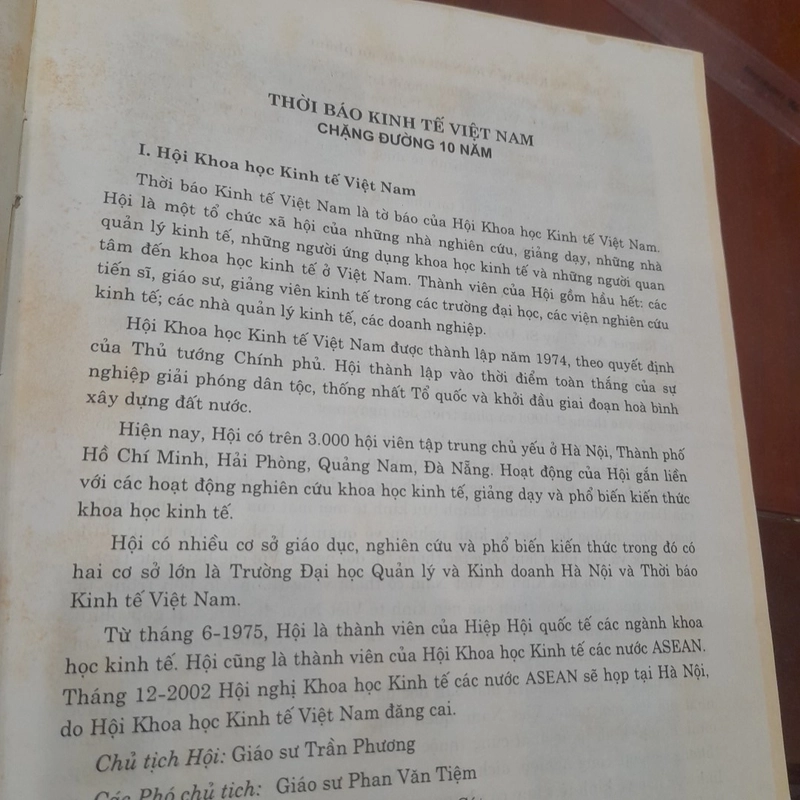 THỜI BÁO KINH TẾ VIỆT NAM
CHẶNG ĐƯỜNG 10 NĂM
I. Hội Khoa học Kinh tế Việt Nam
Thời báo Kinh tế Việt Nam là tờ báo của Hội Khoa học Kinh tế Việt Nam.
Hội là một tổ chức xã hội của những nhà nghiên cứu, giảng dạy, những nhà
quản lý kinh tế, những người ứng dụng khoa học kinh tế và những người quan
tâm đến khoa học kinh tế ở Việt Nam. Thành viên của Hội gồm hầu hết: các
tiến sĩ, giáo sư, giảng viên kinh tế trong các trường đại học, các viện nghiên cứu
kinh tế; các nhà quản lý kinh tế, các doanh nghiệp.
Hội Khoa học Kinh tế Việt Nam được thành lập năm 1974, theo quyết định
của Thủ tướng Chính phủ. Hội thành lập vào thời điểm toàn thắng của sự
nghiệp giải phóng dân tộc, thống nhất Tổ quốc và khởi đầu giai đoạn hoà bình
xây dựng đất nước.
Hiện nay, Hội có trên 3.000 hội viên tập trung chủ yếu ở Hà Nội, Thành phố
Hồ Chí Minh, Hải Phòng, Quảng Nam, Đà Nẵng. Hoạt động của Hội gắn liền
với các hoạt động nghiên cứu khoa học kinh tế, giảng dạy và phổ biến kiến thức
khoa học kinh tế.
Hội có nhiều cơ sở giáo dục, nghiên cứu và phổ biến kiến thức trong đó có
hai cơ sở lớn là Trường Đại học Quản lý và Kinh doanh Hà Nội và Thời báo
Kinh tế Việt Nam.
Từ tháng 6-1975, Hội là thành viên của Hiệp Hội quốc tế các ngành khoa
học kinh tế. Hội cũng là thành viên của Hội Khoa học Kinh tế các nước ASEAN.
Tháng 12-2002 Hội nghị Khoa học Kinh tế các nước ASEAN sẽ họp tại Hà Nội,
do Hội Khoa học Kinh tế Việt Nam đăng cai.
Chủ tịch Hội: Giáo sư Trần Phương
Các Phó chủ tịch: Giáo sư Phan Văn Tiệm